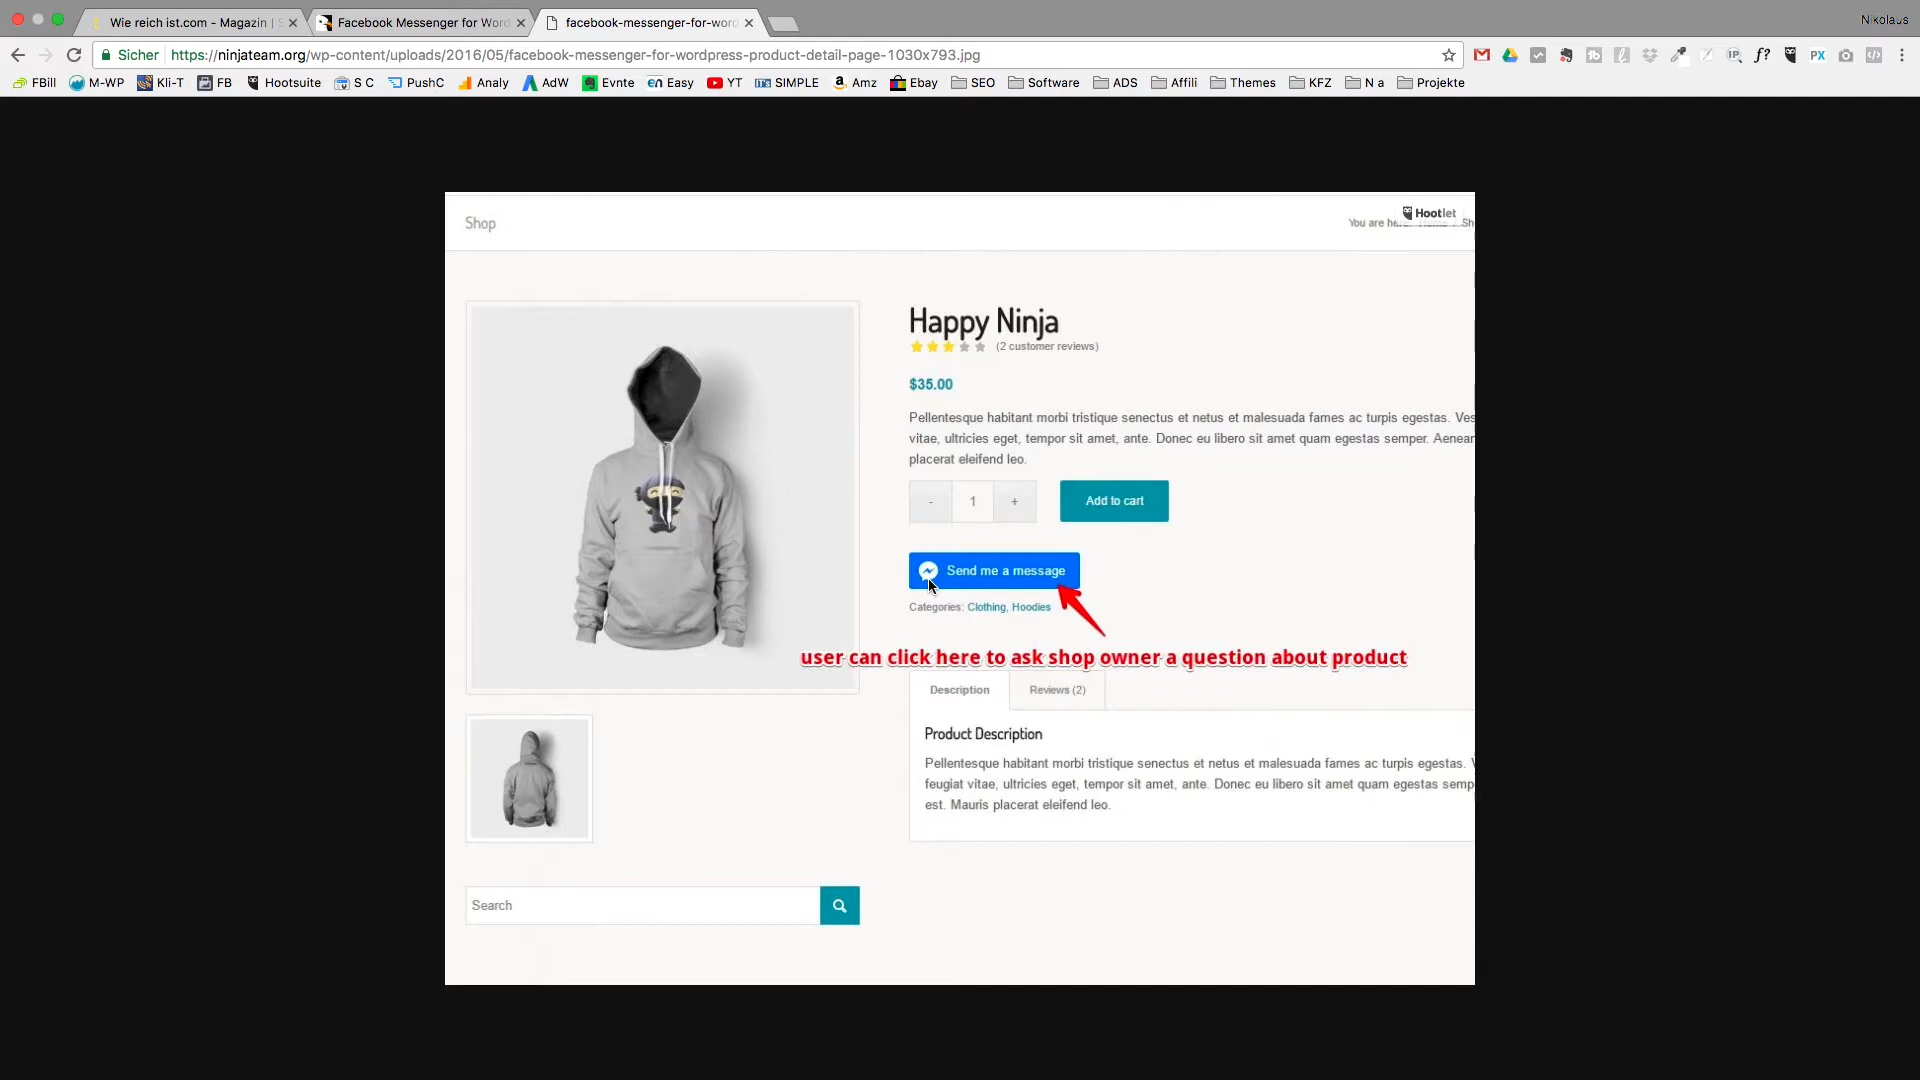 Wie reich ist.com - Magazin | S
Facebook Messenger for Word
facebook-messenger-for-word
Nikolaus
Sicher https://ninjateam.org/wp-content/uploads/2016/05/facebook-messenger-for-wordpress-product-detail-page-1030x793.jpg
FBill M-WP Kli-T FB Hootsuite S C PushC Analy AdW Evnte Easy YT SIMPLE Amz Ebay SEO Software ADS Affili Themes KFZ N a Projekte
Shop
You are
Hootlet
Happy Ninja
(2 customer reviews)
$35.00
Pellentesque habitant morbi tristique senectus et netus et malesuada fames ac turpis egestas. Ves
vitae, ultricies eget, tempor sit amet, ante. Donec eu libero sit amet quam egestas semper. Aenean
placerat eleifend leo.
- 1 +
Add to cart
Send me a message
Categories: Clothing, Hoodies
user can click here to ask shop owner a question about product
Description
Reviews (2)
Product Description
Pellentesque habitant morbi tristique senectus et netus et malesuada fames ac turpis egestas.
feugiat vitae, ultricies eget, tempor sit amet, ante. Donec eu libero sit amet quam egestas semp
est. Mauris placerat eleifend leo.
Search